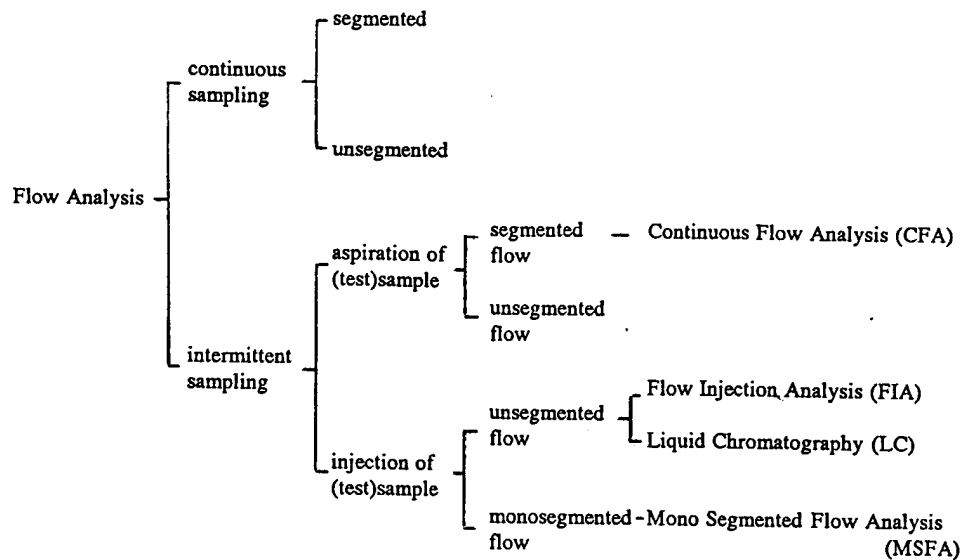 segmented
continuous
sampling
unsegmented
Flow Analysis
segmented
flow
Continuous Flow Analysis (CFA)
aspiration of
(test)sample
unsegmented
flow
intermittent
sampling
Flow Injection Analysis (FIA)
unsegmented
flow
Liquid Chromatography (LC)
injection of
(test)sample
monosegmented - Mono Segmented Flow Analysis
flow
(MSFA)